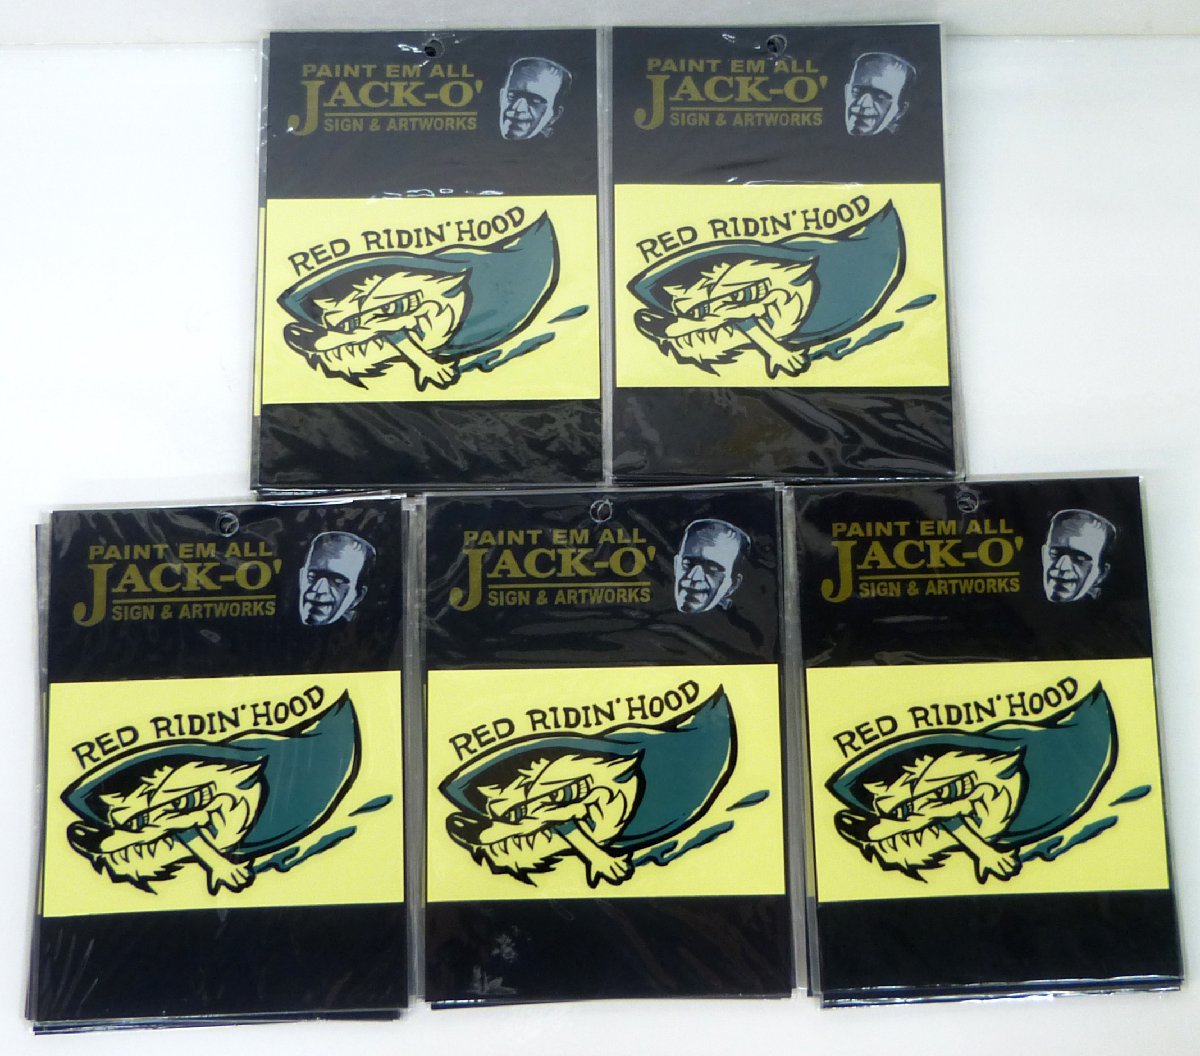 PAINT EM ALL
JACK-O'
SIGN & ARTWORKS
RED RIDIN' HOOD
PAINT EM ALL
JACK-O'
SIGN & ARTWORKS
RED RIDIN' HOOD
PAINT EM ALL
JACK-O'
SIGN & ARTWORKS
RED RIDIN' HOOD
PAINT EM ALL
JACK-O'
SIGN & ARTWORKS
RED RIDIN' HOOD
PAINT EM ALL
JACK-O'
SIGN & ARTWORKS
RED RIDIN' HOOD